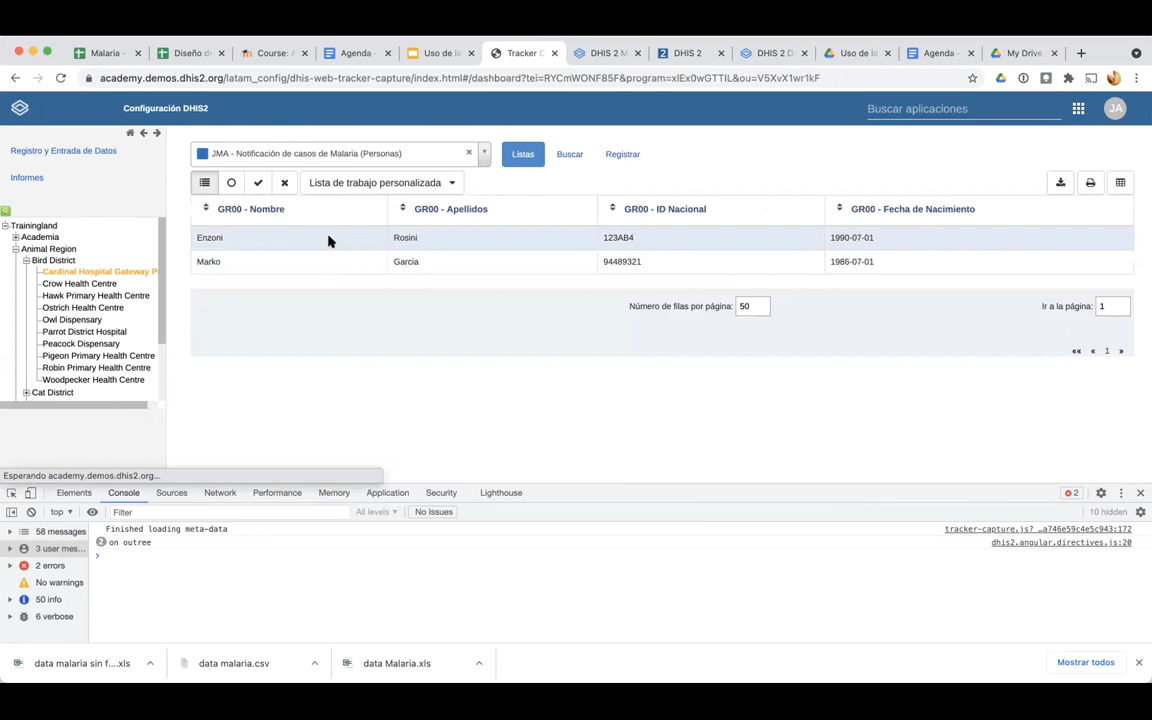 Malaria -
Diseño d
Course: A
Agenda -
Uso de la
Tracker C
DHIS 2 M
DHIS 2
DHIS 2 D
Uso de la
Agenda -
My Drive
academy.demos.dhis2.org/latam_config/dhis-web-tracker-capture/index.html#/dashboard?tei=RYCmWONF85F&program=xlEx0wGTTIL&ou=V5XvX1wr1kF
Configuración DHIS2
Buscar aplicaciones
JA
Registro y Entrada de Datos
Informes
JMA - Notificación de casos de Malaria (Personas)
Listas
Buscar
Registrar
Lista de trabajo personalizada
GR00 - Nombre
GR00 - Apellidos
GR00 - ID Nacional
GR00 - Fecha de Nacimiento
Enzoni
Rosini
123AB4
1990-07-01
Marko
Garcia
94489321
1986-07-01
Número de filas por página: 50
Ir a la página: 1
«« « 1 »
Trainingland
Academia
Animal Region
Bird District
Cardinal Hospital Gateway P
Crow Health Centre
Hawk Primary Health Centre
Ostrich Health Centre
Owl Dispensary
Parrot District Hospital
Peacock Dispensary
Pigeon Primary Health Centre
Robin Primary Health Centre
Woodpecker Health Centre
Cat District
Esperando academy.demos.dhis2.org...
Elements
Console
Sources
Network
Performance
Memory
Application
Security
Lighthouse
2
top
Filter
All levels
No Issues
10 hidden
58 messages
3 user mes...
2 errors
No warnings
50 info
6 verbose
Finished loading meta-data
tracker-capture.js? …a746e59c4e5c943:172
2 on outree
dhis2.angular.directives.js:20
data malaria sin f....xls
data malaria.csv
data Malaria.xls
Mostrar todos